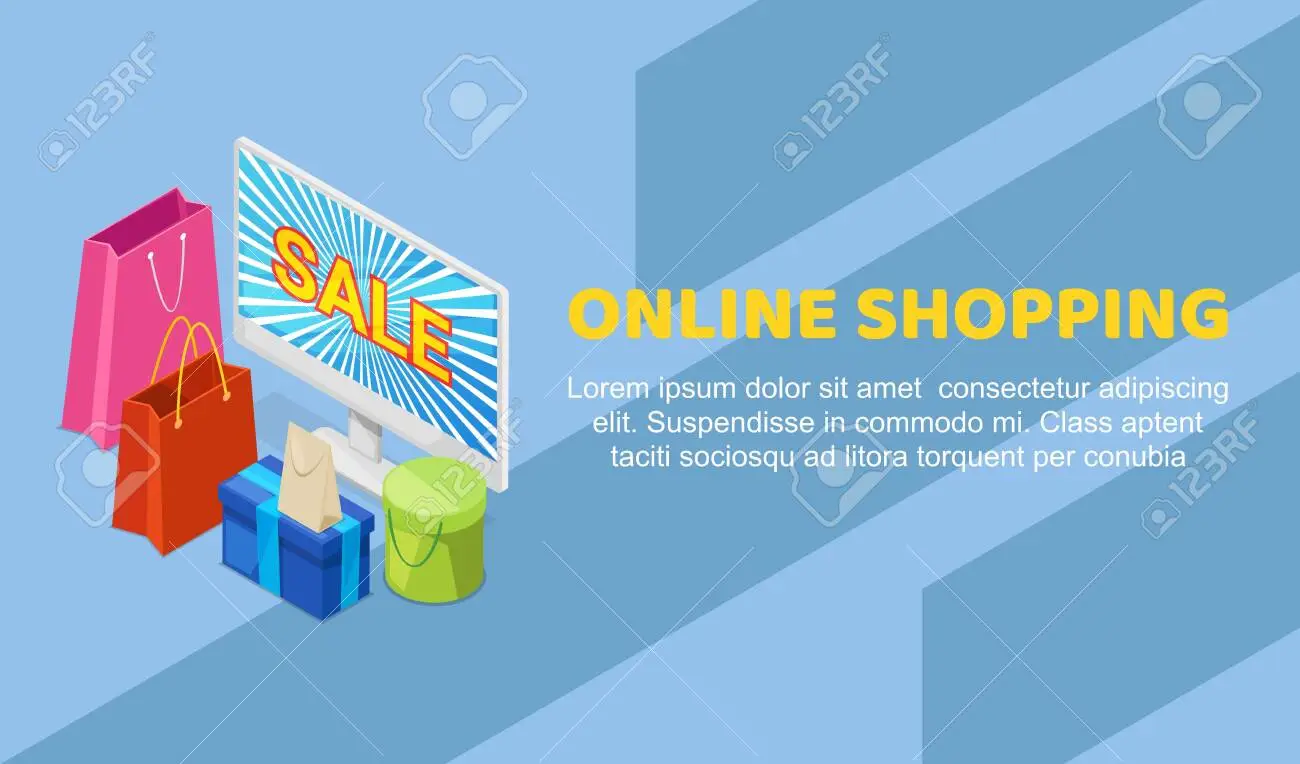 SALE
ONLINE SHOPPING
Lorem ipsum dolor sit amet  consectetur adipiscing
elit. Suspendisse in commodo mi. Class aptent
taciti sociosqu ad litora torquent per conubia
123RF
123RF
123RF
123RF